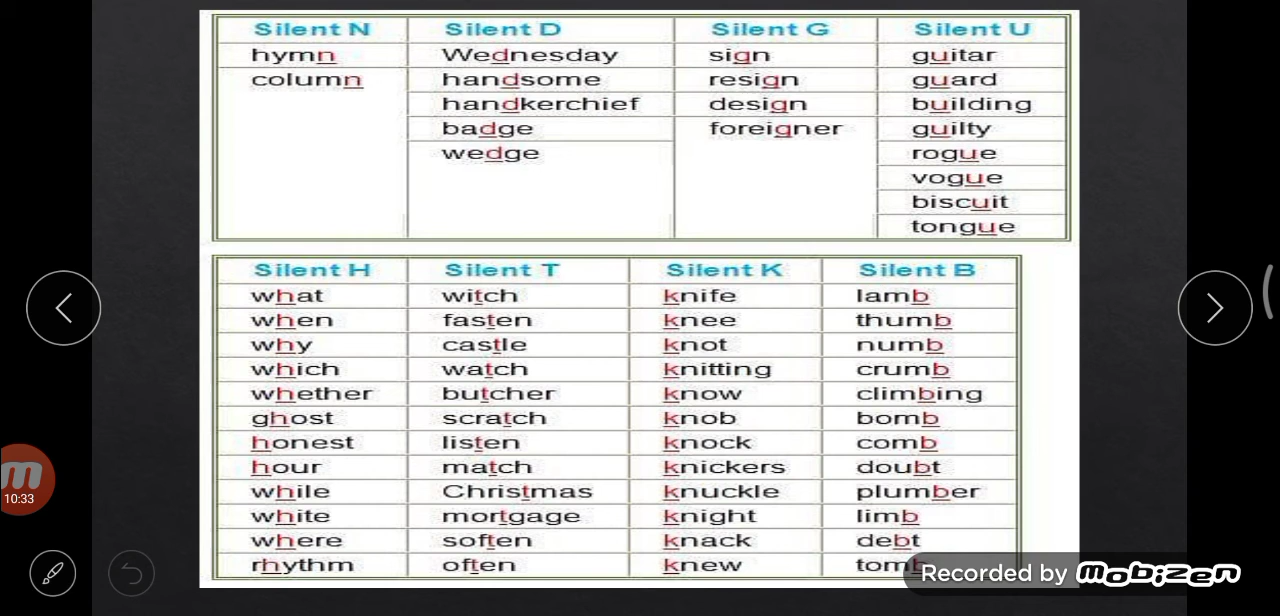 Silent N Silent D Silent G Silent U
hymn Wednesday sign guitar
column handsome resign guard
handkerchief design building
badge foreigner guilty
wedge rogue
vogue
biscuit
tongue
Silent H Silent T Silent K Silent B
what witch knife lamb
when fasten knee thumb
why castle knot numb
which watch knitting crumb
whether butcher know climbing
ghost scratch knob bomb
honest listen knock comb
hour match knickers doubt
while Christmas knuckle plumber
white mortgage knight limb
where soften knack debt
rhythm often knew tomb
m
10:33
Recorded by Mobizen